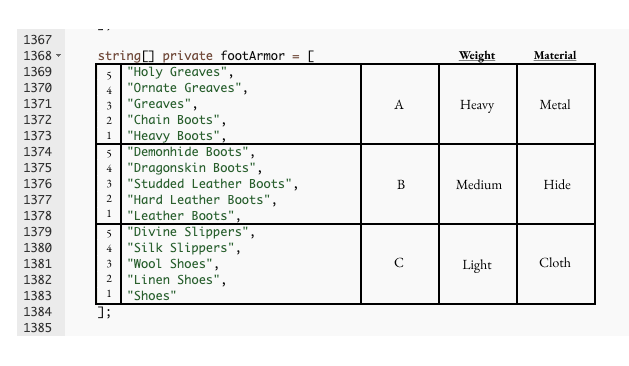 1367
1368 string[] private footArmor = [ Weight Material
1369 5 "Holy Greaves",
1370 4 "Ornate Greaves",
1371 3 "Greaves", A Heavy Metal
1372 2 "Chain Boots",
1373 1 "Heavy Boots",
1374 5 "Demonhide Boots",
1375 4 "Dragonskin Boots",
1376 3 "Studded Leather Boots", B Medium Hide
1377 2 "Hard Leather Boots",
1378 1 "Leather Boots",
1379 5 "Divine Slippers",
1380 4 "Silk Slippers",
1381 3 "Wool Shoes", C Light Cloth
1382 2 "Linen Shoes",
1383 1 "Shoes"
1384 ];
1385